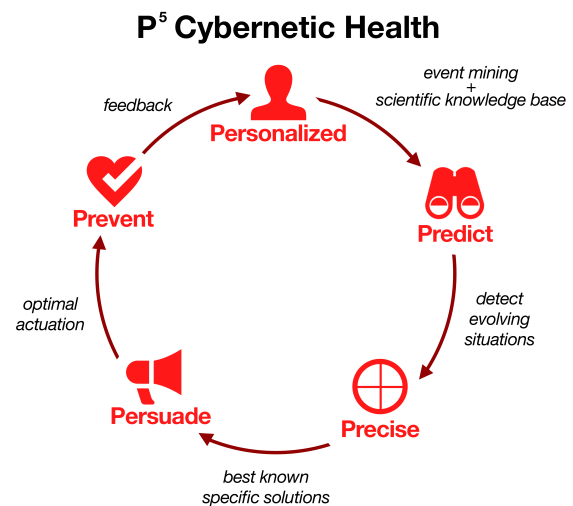 P⁵ Cybernetic Health
event mining
+
scientific knowledge base
feedback
Personalized
Prevent
Predict
optimal
actuation
detect
evolving
situations
Persuade
Precise
best known
specific solutions